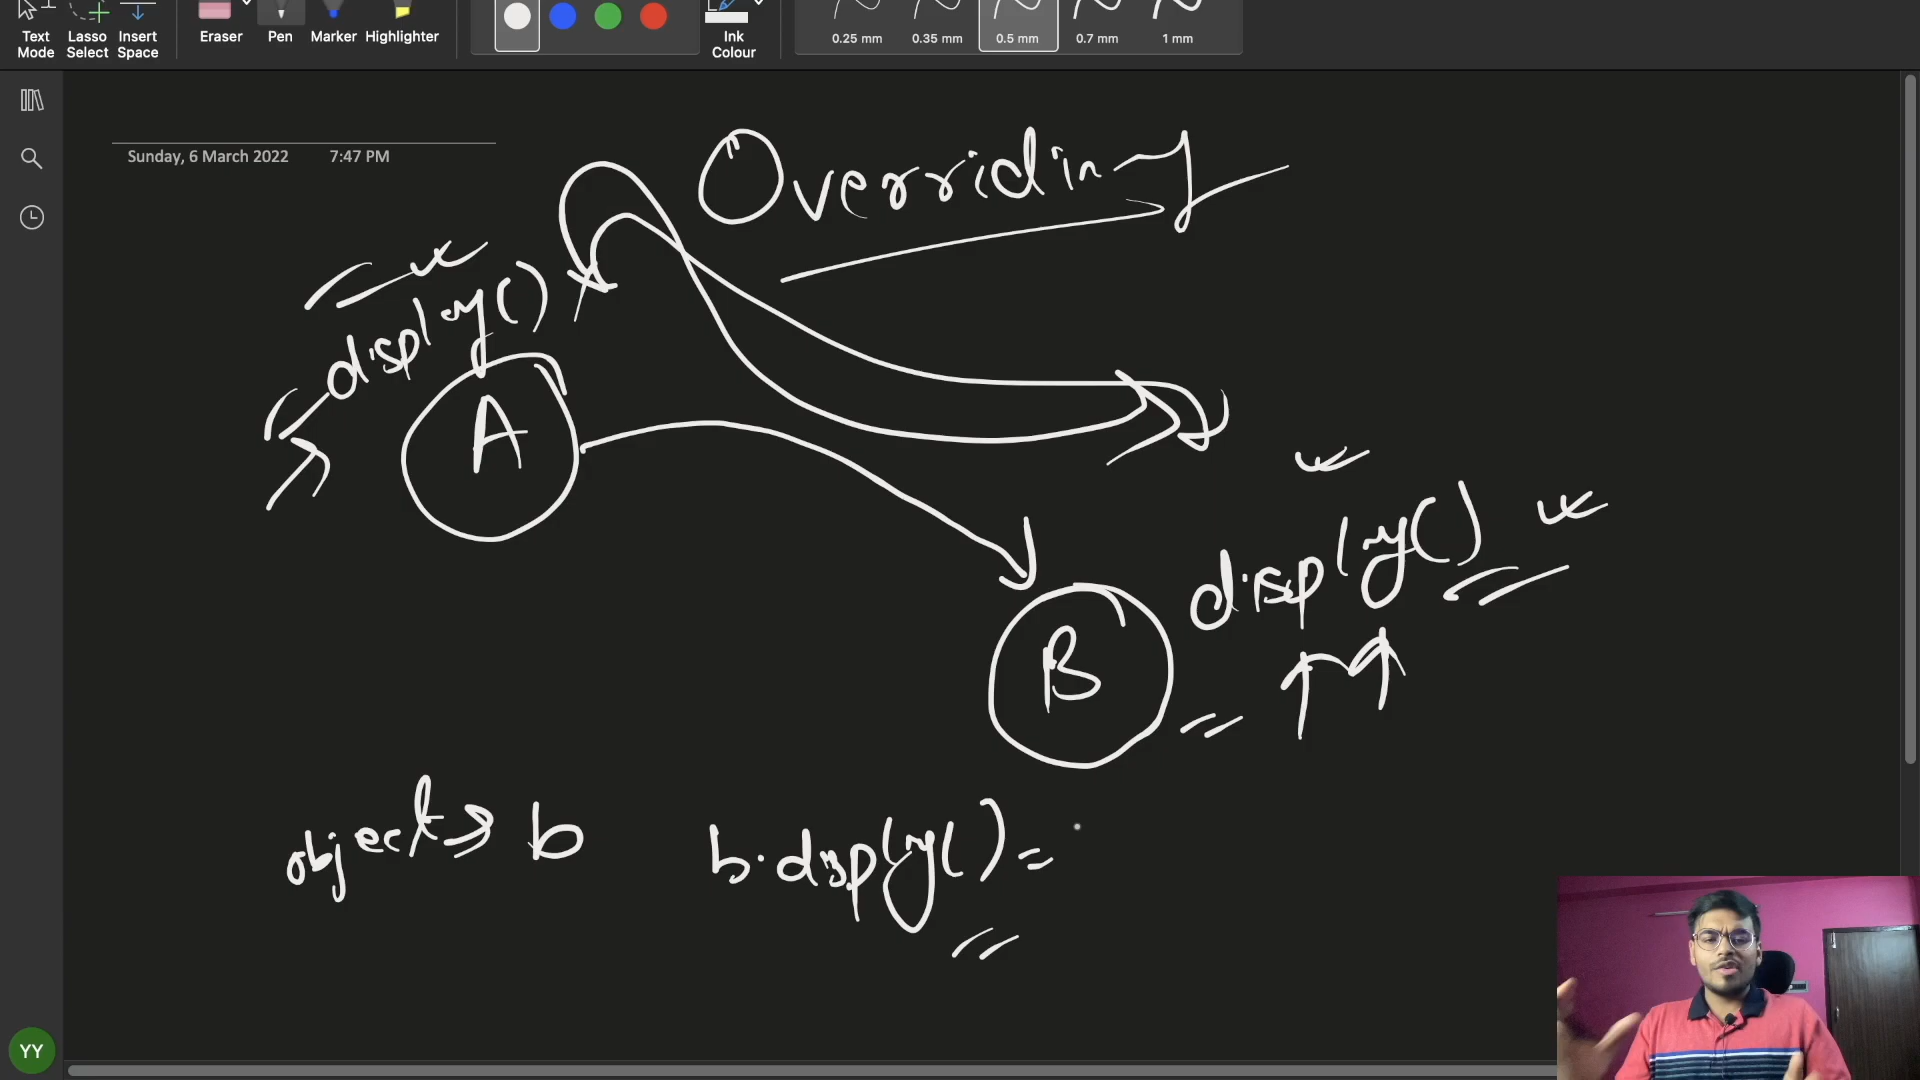 Text Mode
Lasso Select
Insert Space
Eraser
Pen
Marker
Highlighter
Ink Colour
0.25 mm
0.35 mm
0.5 mm
0.7 mm
1 mm
Sunday, 6 March 2022 7:47 PM
Overriding
display()
A
display()
B
object → b
b.display() =
YY